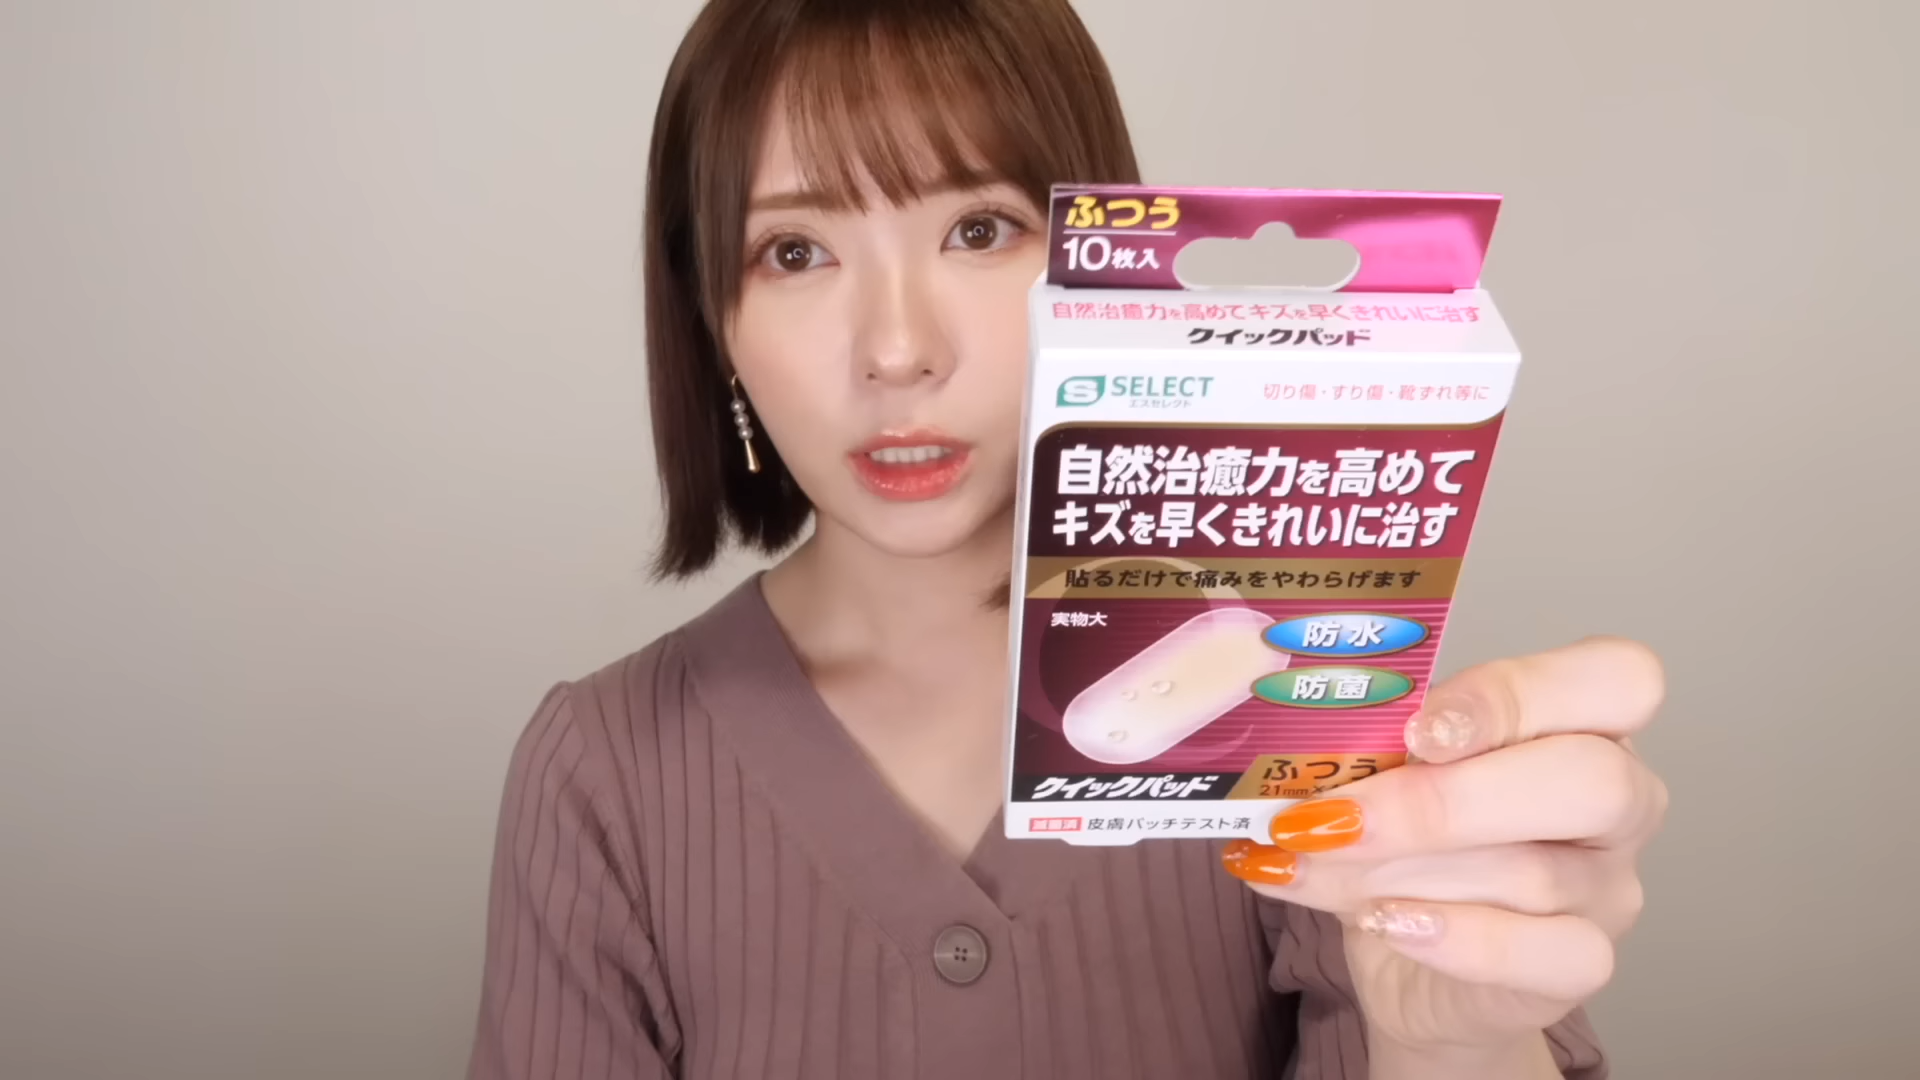 ふつう
10枚入
自然治癒力を高めてキズを早くきれいに治す
クイックパッド
S SELECT
エスセレクト
切り傷・すり傷・靴ずれ等に
自然治癒力を高めて
キズを早くきれいに治す
貼るだけで痛みをやわらげます
実物大
防水
防菌
クイックパッド
ふつう
21mm×
滅菌済 皮膚パッチテスト済